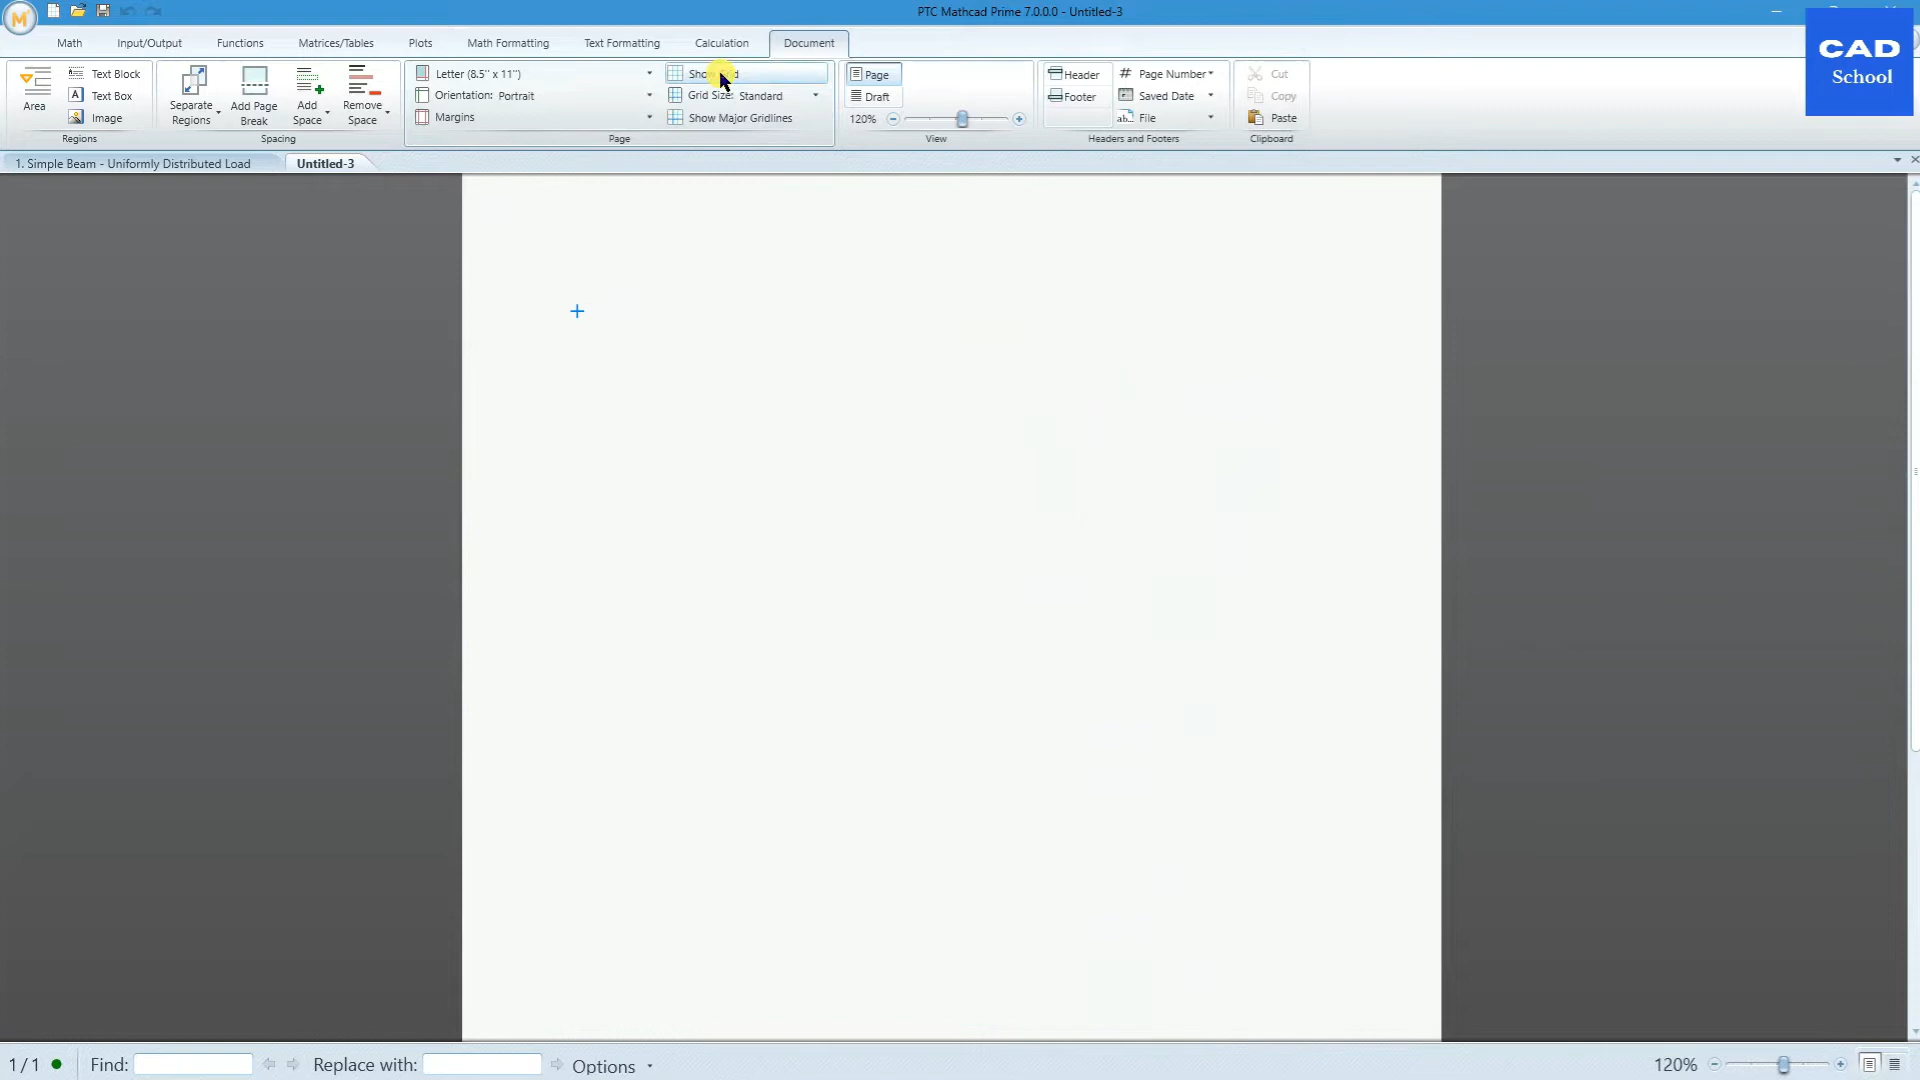 PTC Mathcad Prime 7.0.0.0 - Untitled-3
Math Input/Output Functions Matrices/Tables Plots Math Formatting Text Formatting Calculation Document
CAD
School
Area
Text Block
Text Box
Image
Regions
Separate
Regions
Add Page
Break
Add
Space
Remove
Space
Spacing
Letter (8.5" x 11")
Orientation: Portrait
Margins
Grid Size: Standard
Show Major Gridlines
Page
Page
Draft
120%
View
Header
Footer
# Page Number
Saved Date
File
Headers and Footers
Cut
Copy
Paste
Clipboard
1. Simple Beam - Uniformly Distributed Load Untitled-3
1 / 1 Find: Replace with: Options 120%